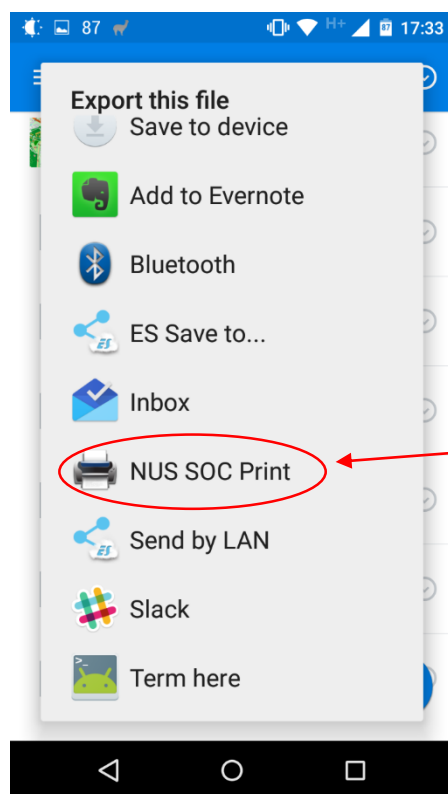 87 H+ 87 17:33
Export this file
Save to device
Add to Evernote
Bluetooth
ES Save to...
Inbox
NUS SOC Print
Send by LAN
Slack
Term here